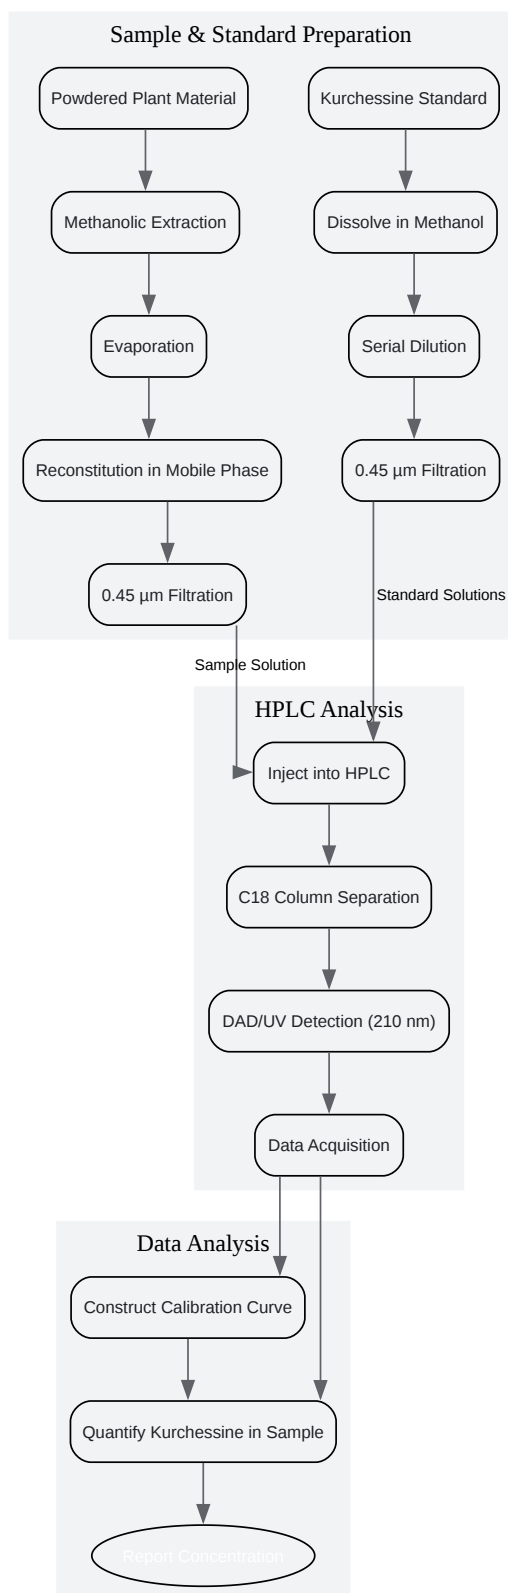 Sample & Standard Preparation
Powdered Plant Material
Kurchessine Standard
Methanolic Extraction
Dissolve in Methanol
Evaporation
Serial Dilution
Reconstitution in Mobile Phase
0.45 µm Filtration
0.45 µm Filtration
Standard Solutions
Sample Solution
HPLC Analysis
Inject into HPLC
C18 Column Separation
DAD/UV Detection (210 nm)
Data Acquisition
Data Analysis
Construct Calibration Curve
Quantify Kurchessine in Sample
Report Concentration